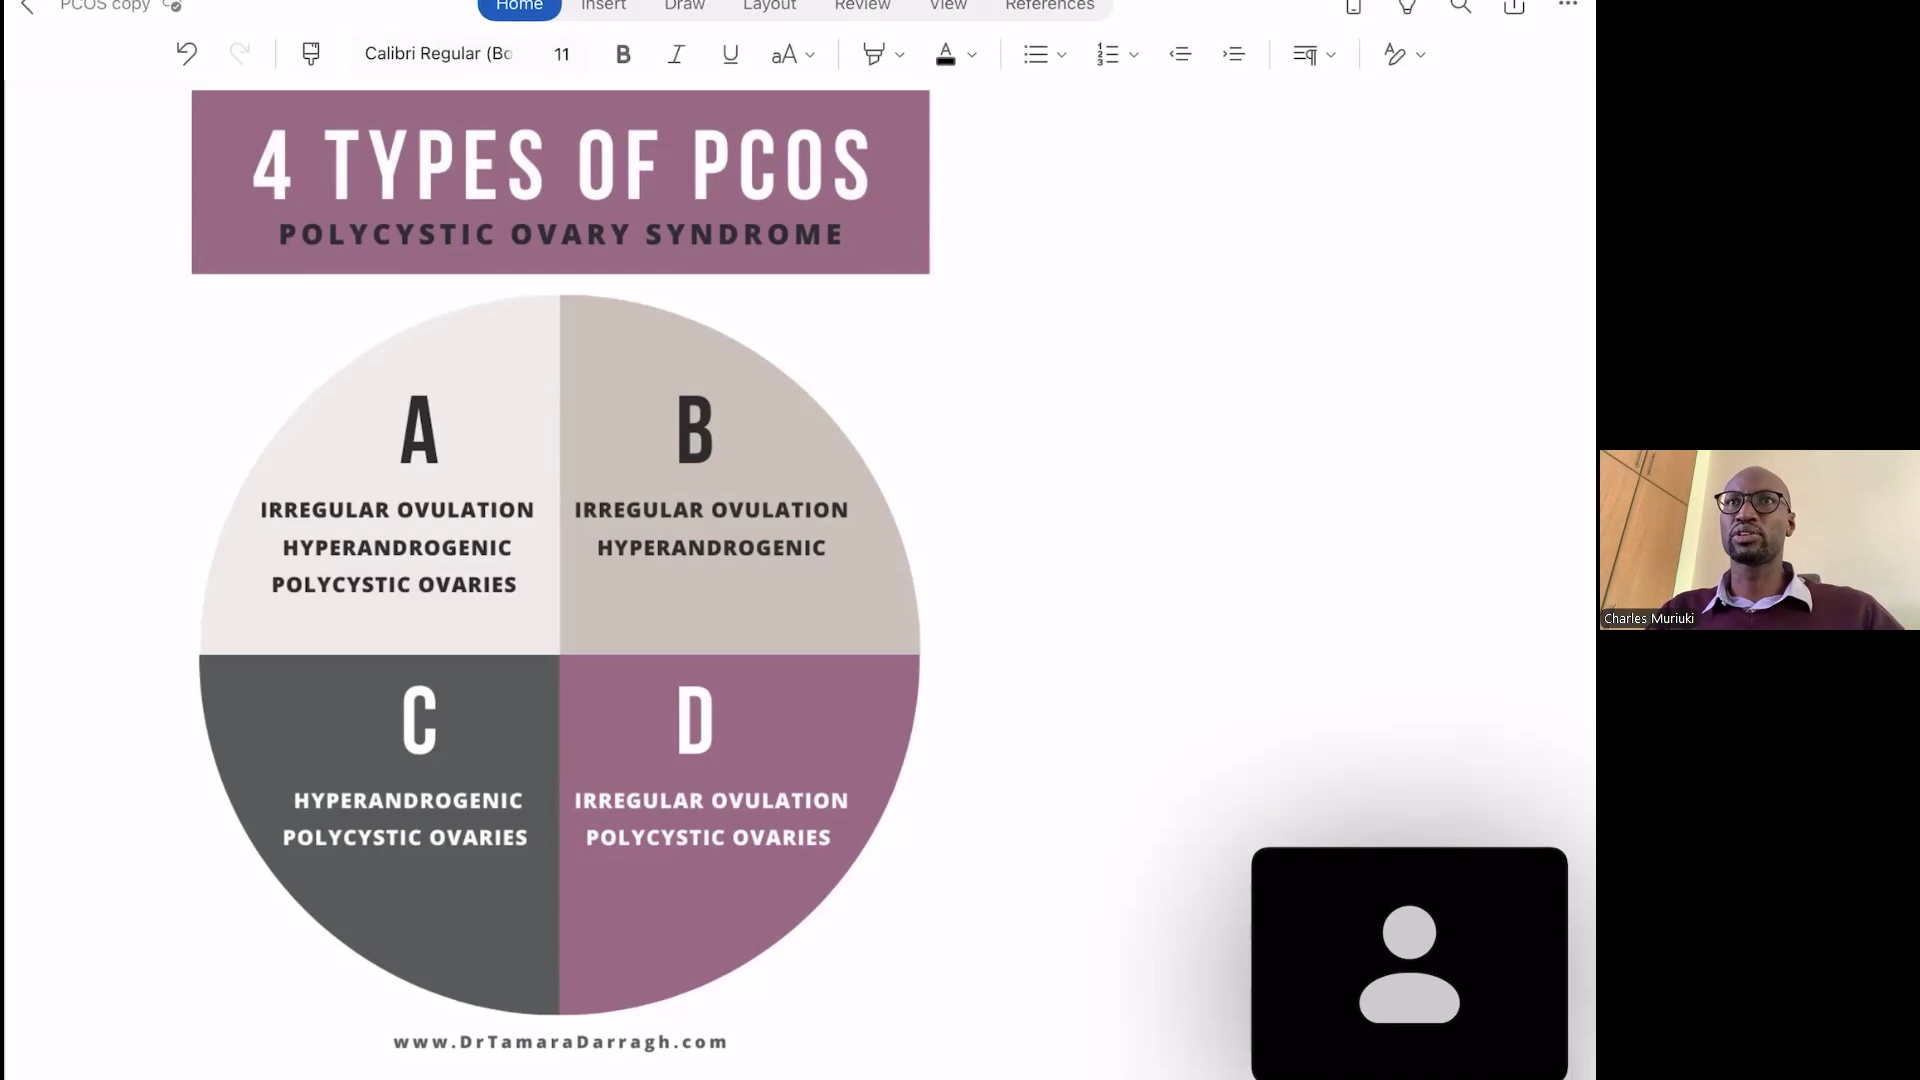 PCOS copy
Home Insert Draw Layout Review View References
Calibri Regular (Bo 11 B I U aA A
4 TYPES OF PCOS
POLYCYSTIC OVARY SYNDROME
A
IRREGULAR OVULATION
HYPERANDROGENIC
POLYCYSTIC OVARIES
B
IRREGULAR OVULATION
HYPERANDROGENIC
C
HYPERANDROGENIC
POLYCYSTIC OVARIES
D
IRREGULAR OVULATION
POLYCYSTIC OVARIES
www.DrTamaraDarragh.com
Charles Muriuki